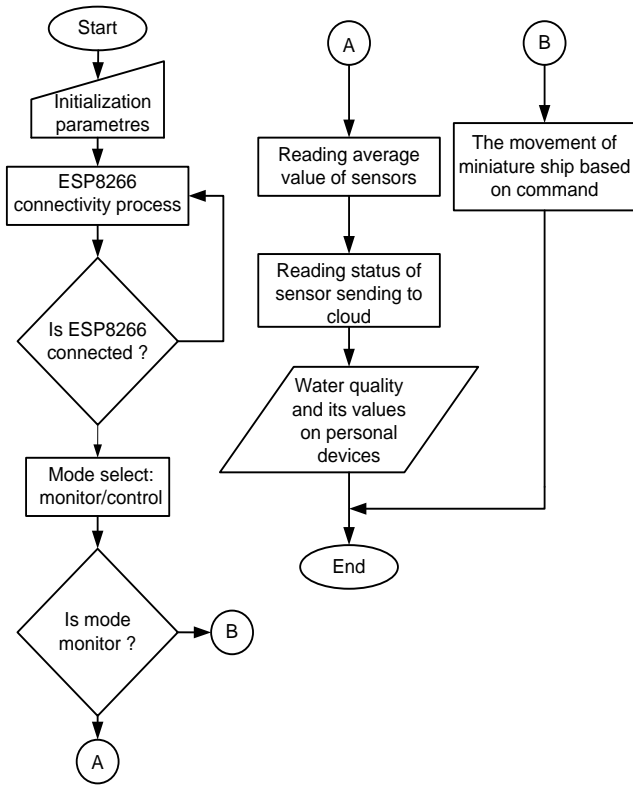 Start
Initialization
parametres
ESP8266
connectivity process
Is ESP8266
connected ?
Mode select:
monitor/control
Is mode
monitor ?
B
A
A
Reading average
value of sensors
Reading status of
sensor sending to
cloud
Water quality
and its values
on personal
devices
End
B
The movement of
miniature ship based
on command